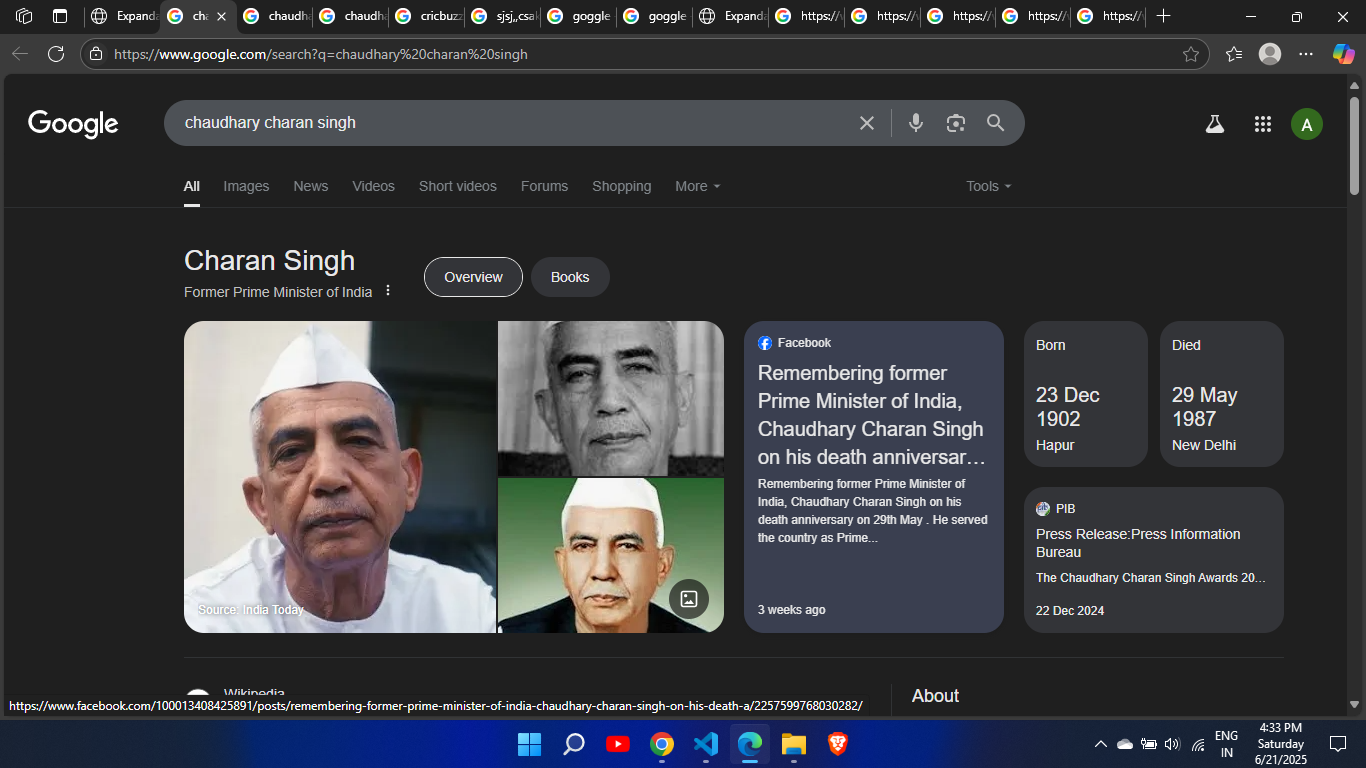 Expanda
cha
chaudha
chaudha
cricbuzz
sjsj,,csak
goggle
goggle
Expanda
https://
https://
https://
https://
https://
https://www.google.com/search?q=chaudhary%20charan%20singh
Google
chaudhary charan singh
A
All Images News Videos Short videos Forums Shopping More Tools
Charan Singh
Former Prime Minister of India
Overview
Books
Source: India Today
Facebook
Remembering former
Prime Minister of India,
Chaudhary Charan Singh
on his death anniversar...
Remembering former Prime Minister of
India, Chaudhary Charan Singh on his
death anniversary on 29th May . He served
the country as Prime...
3 weeks ago
Born
23 Dec
1902
Hapur
Died
29 May
1987
New Delhi
PIB
Press Release:Press Information
Bureau
The Chaudhary Charan Singh Awards 20...
22 Dec 2024
Wikipedia
About
https://www.facebook.com/100013408425891/posts/remembering-former-prime-minister-of-india-chaudhary-charan-singh-on-his-death-a/2257599768030282/
ENG
IN
4:33 PM
Saturday
6/21/2025